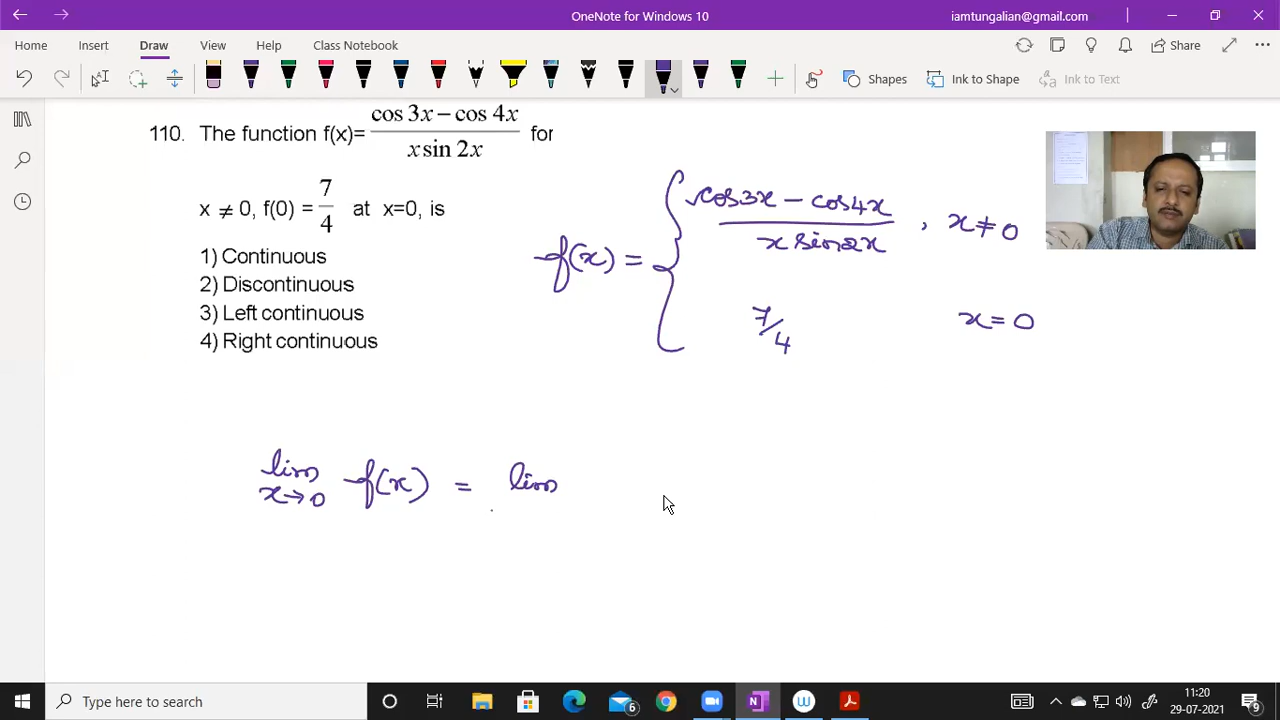 OneNote for Windows 10
iamtungalian@gmail.com
Home Insert Draw View Help Class Notebook
Share
Shapes Ink to Shape Ink to Text
110. The function f(x)= (cos 3x − cos 4x)/(x sin 2x) for
x ≠ 0, f(0) = 7/4 at x=0, is
1) Continuous
2) Discontinuous
3) Left continuous
4) Right continuous
f(x) = { (cos3x − cos4x)/(x sin2x) , x≠0
7/4 x=0
lim x→0 f(x) = lim
Type here to search
6
11:20
29-07-2021
9